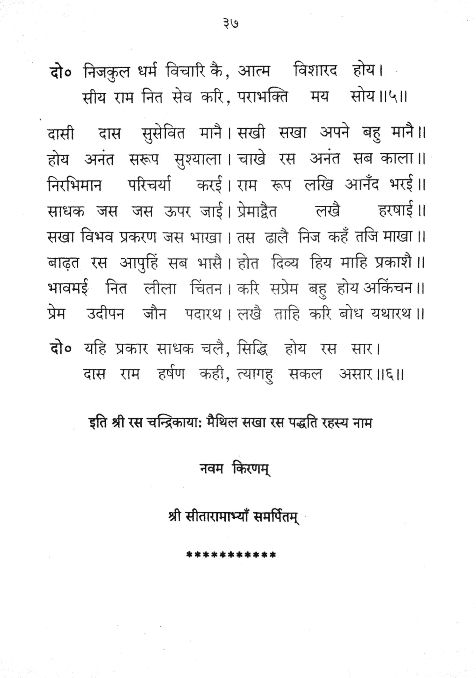 ३७
दो० निजकुल धर्म विचारि कै, आत्म विशारद होय।
सीय राम नित सेव करि, पराभक्ति मय सोय॥५॥
दासी दास सुसेवित मानै। सखी सखा अपने बहु मानै॥
होय अनंत सरूप सुश्याला। चाखे रस अनंत सब काला॥
निरभिमान परिचर्या करई। राम रूप लखि आनँद भरई॥
साधक जस जस ऊपर जाई। प्रेमाद्वैत लखै हरषाई॥
सखा विभव प्रकरण जस भाखा। तस ढालै निज कहँ तजि माखा॥
बाढ़त रस आपुहिं सब भासै। होत दिव्य हिय माहि प्रकाशै॥
भावमई नित लीला चिंतन। करि सप्रेम बहु होय अकिंचन॥
प्रेम उदीपन जौन पदारथ। लखै ताहि करि बोध यथारथ॥
दो० यहि प्रकार साधक चलै, सिद्धि होय रस सार।
दास राम हर्षण कही, त्यागहु सकल असार॥६॥
इति श्री रस चन्द्रिकाया: मैथिल सखा रस पद्धति रहस्य नाम
नवम किरणम्
श्री सीतारामाभ्याँ समर्पितम्
***********